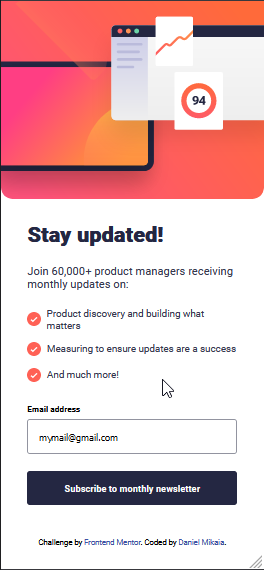 94
Stay updated!
Join 60,000+ product managers receiving
monthly updates on:
Product discovery and building what
matters
Measuring to ensure updates are a success
And much more!
Email address
mymail@gmail.com
Subscribe to monthly newsletter
Challenge by Frontend Mentor. Coded by Daniel Mikaia.